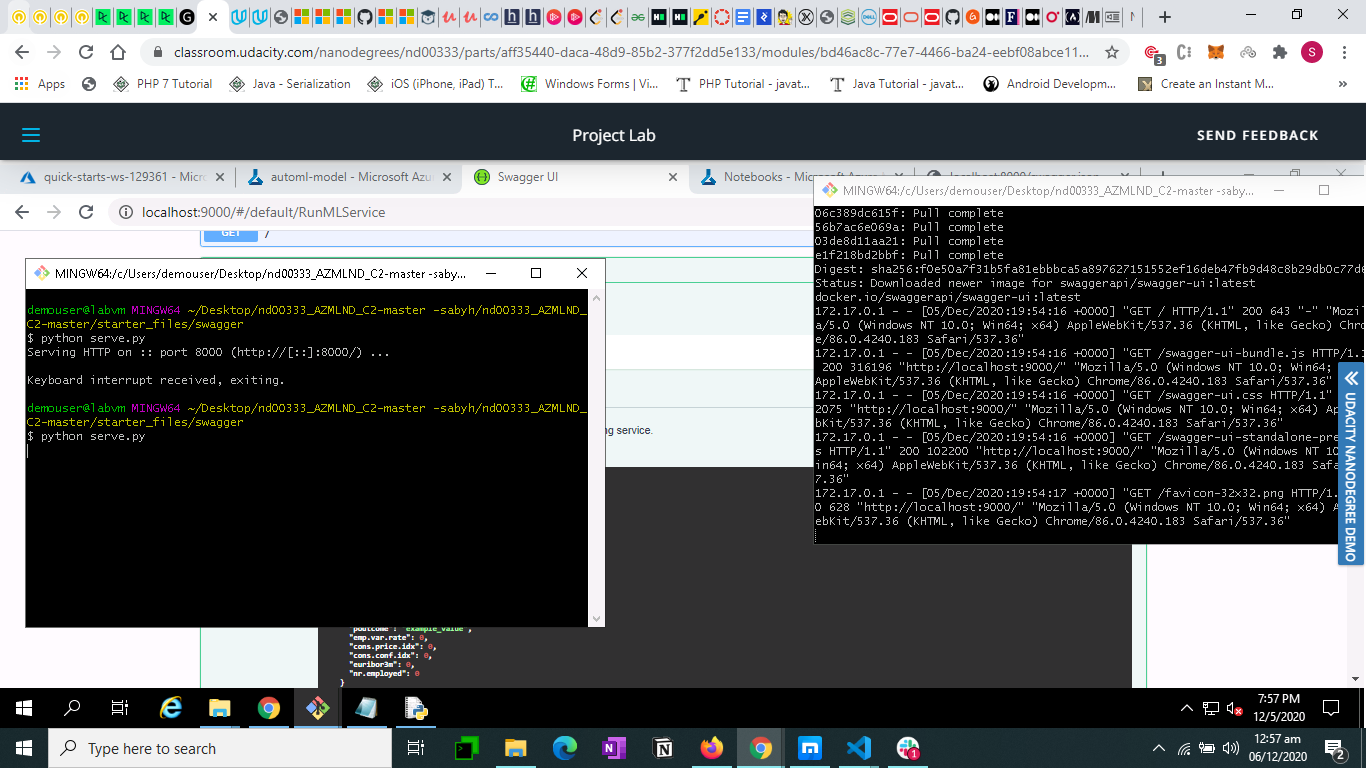 classroom.udacity.com/nanodegrees/nd00333/parts/aff35440-daca-48d9-85b2-377f2dd5e133/modules/bd46ac8c-77e7-4466-ba24-eebf08abce11...
3
S
Apps
PHP 7 Tutorial
Java - Serialization
iOS (iPhone, iPad) T...
Windows Forms | Vi...
PHP Tutorial - javat...
Java Tutorial - javat...
Android Developm...
Create an Instant M...
»
Project Lab
SEND FEEDBACK
quick-starts-ws-129361 - Micro
automl-model - Microsoft Azu
Swagger UI
Notebooks - Microsoft
localhost:9000/#/default/RunMLService
GET /
MINGW64:/c/Users/demouser/Desktop/nd00333_AZMLND_C2-master -saby...
demouser@labvm MINGW64 ~/Desktop/nd00333_AZMLND_C2-master -sabyh/nd00333_AZMLND_
C2-master/starter_files/swagger
$ python serve.py
Serving HTTP on :: port 8000 (http://[::]:8000/) ...
Keyboard interrupt received, exiting.
demouser@labvm MINGW64 ~/Desktop/nd00333_AZMLND_C2-master -sabyh/nd00333_AZMLND_
C2-master/starter_files/swagger
$ python serve.py
MINGW64:/c/Users/demouser/Desktop/nd00333_AZMLND_C2-master -saby...
06c389dc615f: Pull complete
56b7ac6e069a: Pull complete
03de8d11aa21: Pull complete
e1f218bd2bbf: Pull complete
Digest: sha256:f0e50a7f31b5fa81ebbbca5a897627151552ef16deb47fb9d48c8b29db0c77d6
Status: Downloaded newer image for swaggerapi/swagger-ui:latest
docker.io/swaggerapi/swagger-ui:latest
172.17.0.1 - - [05/Dec/2020:19:54:16 +0000] "GET / HTTP/1.1" 200 643 "-" "Mozil
a/5.0 (Windows NT 10.0; Win64; x64) AppleWebKit/537.36 (KHTML, like Gecko) Chro
e/86.0.4240.183 Safari/537.36"
172.17.0.1 - - [05/Dec/2020:19:54:16 +0000] "GET /swagger-ui-bundle.js HTTP/1.1
200 316196 "http://localhost:9000/" "Mozilla/5.0 (Windows NT 10.0; Win64;
AppleWebKit/537.36 (KHTML, like Gecko) Chrome/86.0.4240.183 Safari/537.36"
172.17.0.1 - - [05/Dec/2020:19:54:16 +0000] "GET /swagger-ui.css HTTP/1.1"
2075 "http://localhost:9000/" "Mozilla/5.0 (Windows NT 10.0; Win64; x64) Ap
ebKit/537.36 (KHTML, like Gecko) Chrome/86.0.4240.183 Safari/537.36"
172.17.0.1 - - [05/Dec/2020:19:54:16 +0000] "GET /swagger-ui-standalone-pre
s HTTP/1.1" 200 102200 "http://localhost:9000/" "Mozilla/5.0 (Windows NT 10
in64; x64) AppleWebKit/537.36 (KHTML, like Gecko) Chrome/86.0.4240.183 Safa
7.36"
172.17.0.1 - - [05/Dec/2020:19:54:17 +0000] "GET /favicon-32x32.png HTTP/1.
0 628 "http://localhost:9000/" "Mozilla/5.0 (Windows NT 10.0; Win64; x64) A
ebKit/537.36 (KHTML, like Gecko) Chrome/86.0.4240.183 Safari/537.36"
UDACITY NANODEGREE DEMO
ng service.
"poutcome": "example_value",
"emp.var.rate": 0,
"cons.price.idx": 0,
"cons.conf.idx": 0,
"euribor3m": 0,
"nr.employed": 0
}
7:57 PM
12/5/2020
Type here to search
1
12:57 am
06/12/2020
2